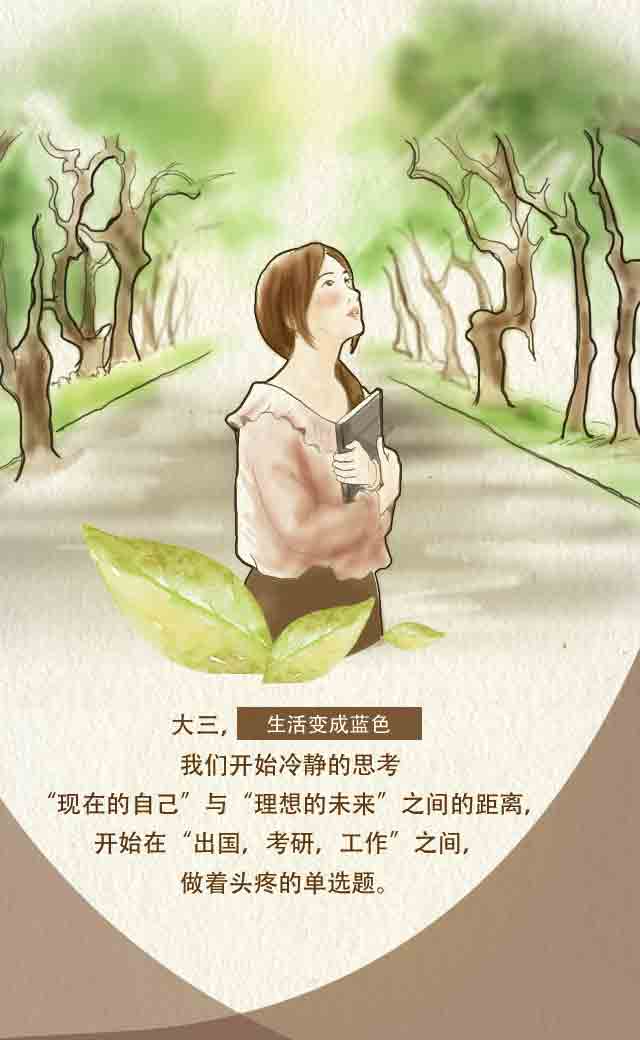 大三，生活变成蓝色
我们开始冷静的思考
“现在的自己”与“理想的未来”之间的距离，
开始在“出国，考研，工作”之间，
做着头疼的单选题。